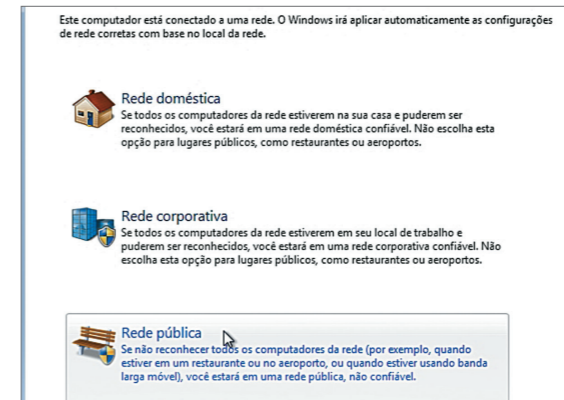 Este computador está conectado a uma rede. O Windows irá aplicar automaticamente as configurações
de rede corretas com base no local da rede.
Rede doméstica
Se todos os computadores da rede estiverem na sua casa e puderem ser
reconhecidos, você estará em uma rede doméstica confiável. Não escolha esta
opção para lugares públicos, como restaurantes ou aeroportos.
Rede corporativa
Se todos os computadores da rede estiverem em seu local de trabalho e
puderem ser reconhecidos, você estará em uma rede corporativa confiável. Não
escolha esta opção para lugares públicos, como restaurantes ou aeroportos.
Rede pública
Se não reconhecer todos os computadores da rede (por exemplo, quando
estiver em um restaurante ou no aeroporto, ou quando estiver usando banda
larga móvel), você estará em uma rede pública, não confiável.